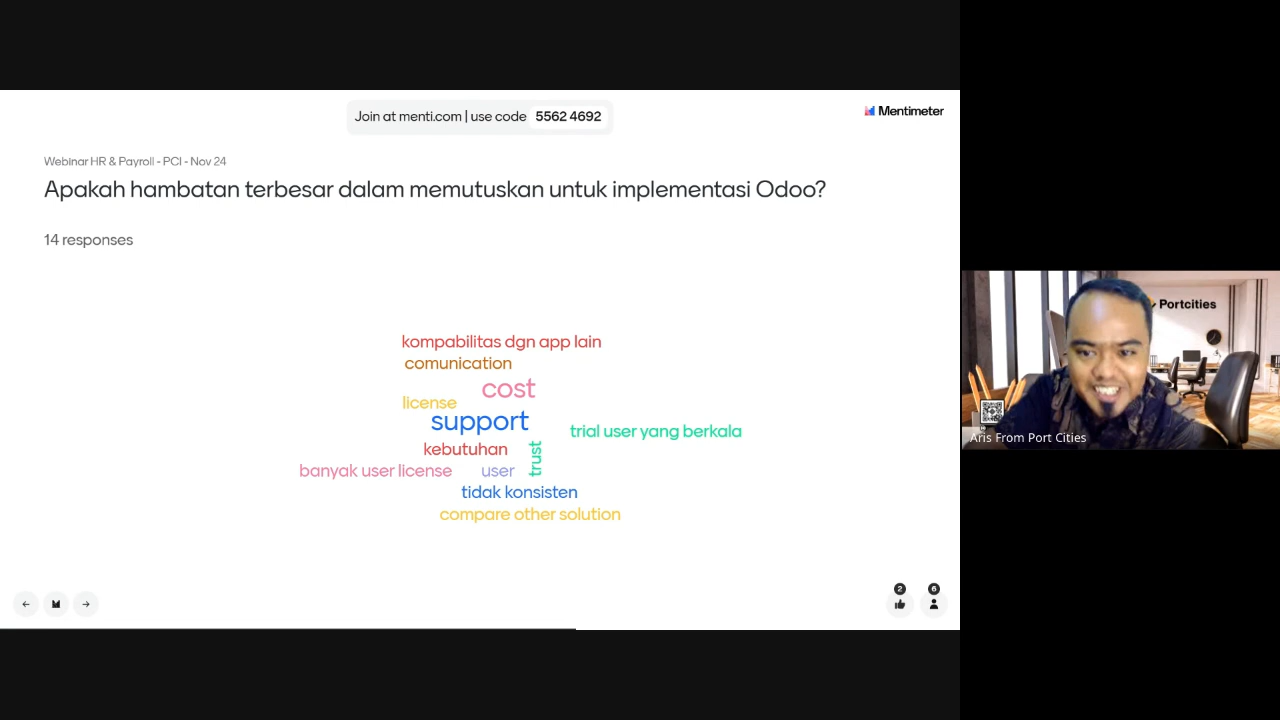 Join at menti.com | use code 5562 4692
Mentimeter
Webinar HR & Payroll - PCI - Nov 24
Apakah hambatan terbesar dalam memutuskan untuk implementasi Odoo?
14 responses
kompabilitas dgn app lain
comunication
cost
license
support
trial user yang berkala
kebutuhan
trust
banyak user license
user
tidak konsisten
compare other solution
2
6
Portcities
Aris From Port Cities